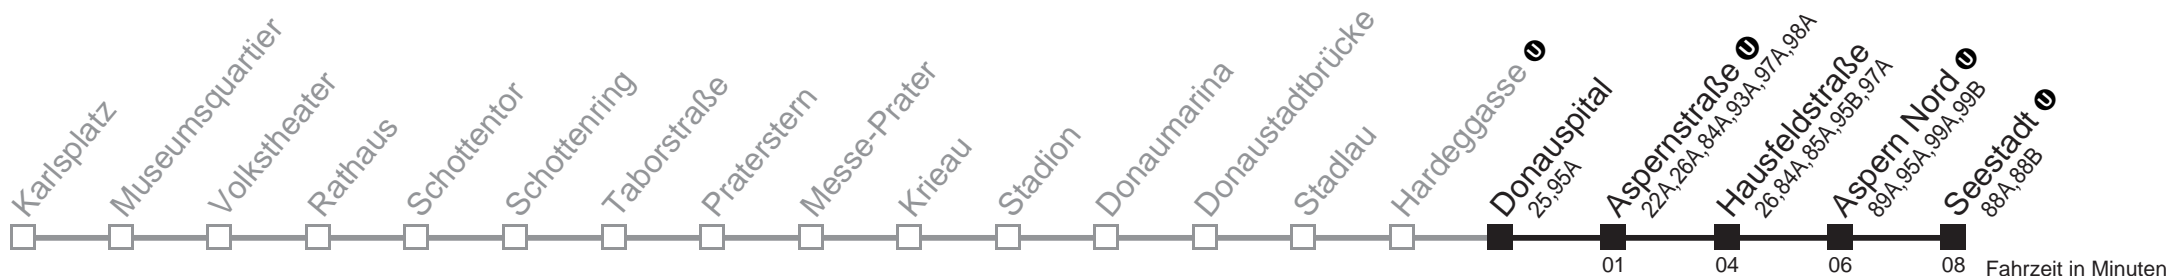 Karlsplatz
Museumsquartier
Volkstheater
Rathaus
Schottentor
Schottenring
Taborstraße
Praterstern
Messe-Prater
Krieau
Stadion
Donaumarina
Donaustadtbrücke
Stadlau
Hardeggasse U
Donauspital
25,95A
Aspernstraße U
22A,26A,84A,93A,97A,98A
Hausfeldstraße
26,84A,85A,95B,97A
Aspern Nord U
89A,95A,99A,99B
Seestadt U
88A,88B
01
04
06
08
Fahrzeit in Minuten